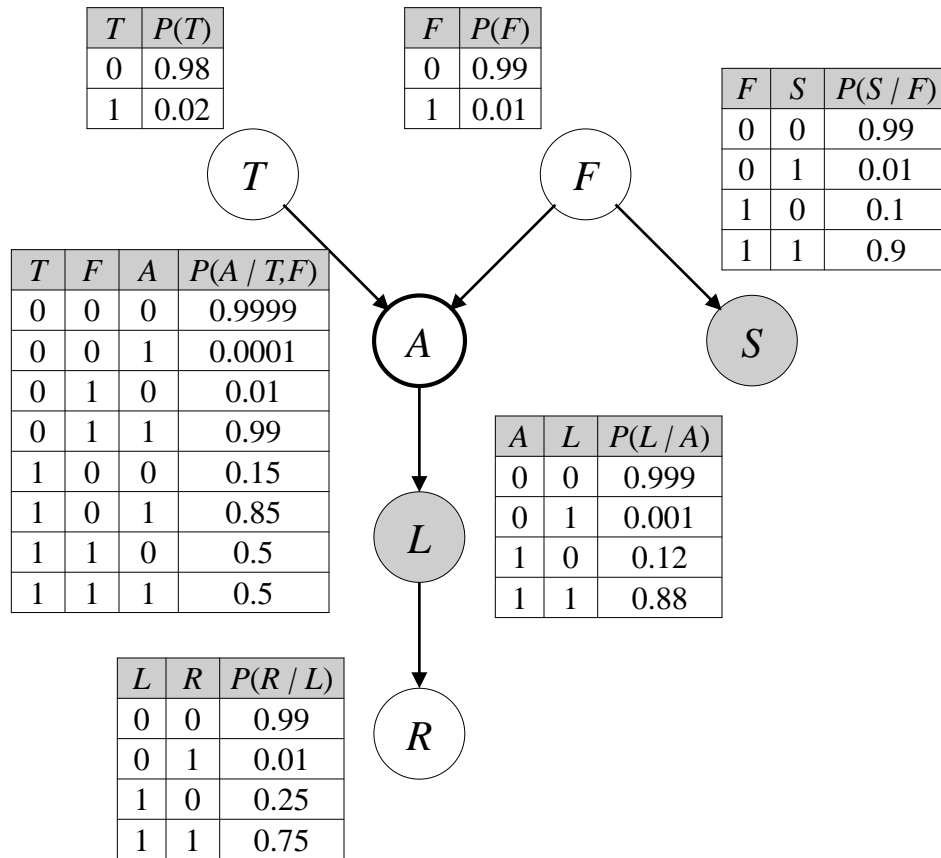 T P(T)
0 0.98
1 0.02
F P(F)
0 0.99
1 0.01
F S P(S / F)
0 0 0.99
0 1 0.01
1 0 0.1
1 1 0.9
T
F
T F A P(A / T,F)
0 0 0 0.9999
0 0 1 0.0001
0 1 0 0.01
0 1 1 0.99
1 0 0 0.15
1 0 1 0.85
1 1 0 0.5
1 1 1 0.5
A
S
A L P(L / A)
0 0 0.999
0 1 0.001
1 0 0.12
1 1 0.88
L
L R P(R / L)
0 0 0.99
0 1 0.01
1 0 0.25
1 1 0.75
R